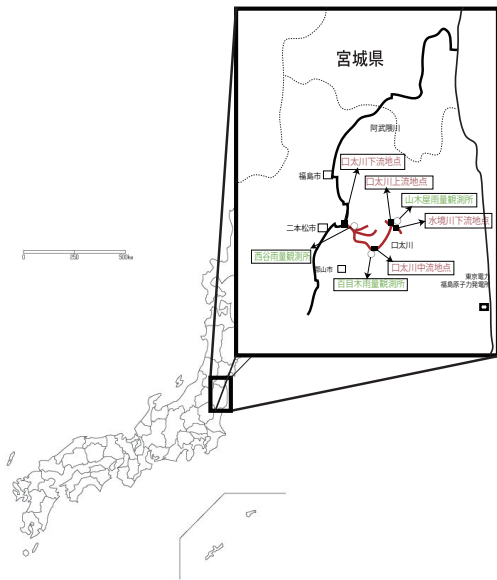 宮城県
阿武隈川
口太川下流地点
福島市
口太川上流地点
山木屋雨量観測所
二本松市
水境川下流地点
口太川
西谷雨量観測所
郡山市
口太川中流地点
百目木雨量観測所
東京電力
福島原子力発電所
0 250 500km